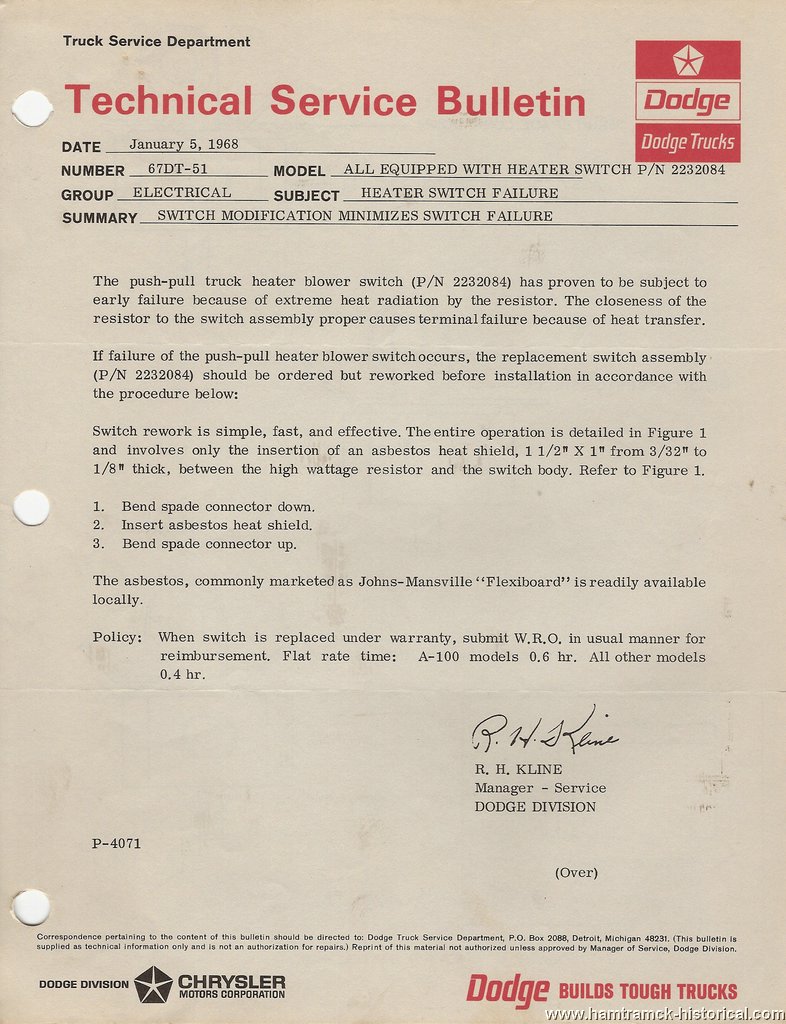 Truck Service Department
Technical Service Bulletin
Dodge
Dodge Trucks
DATE January 5, 1968
NUMBER 67DT-51 MODEL ALL EQUIPPED WITH HEATER SWITCH P/N 2232084
GROUP ELECTRICAL SUBJECT HEATER SWITCH FAILURE
SUMMARY SWITCH MODIFICATION MINIMIZES SWITCH FAILURE
The push-pull truck heater blower switch (P/N 2232084) has proven to be subject to
early failure because of extreme heat radiation by the resistor. The closeness of the
resistor to the switch assembly proper causes terminal failure because of heat transfer.
If failure of the push-pull heater blower switch occurs, the replacement switch assembly
(P/N 2232084) should be ordered but reworked before installation in accordance with
the procedure below:
Switch rework is simple, fast, and effective. The entire operation is detailed in Figure 1
and involves only the insertion of an asbestos heat shield, 1 1/2" X 1" from 3/32" to
1/8" thick, between the high wattage resistor and the switch body. Refer to Figure 1.
1. Bend spade connector down.
2. Insert asbestos heat shield.
3. Bend spade connector up.
The asbestos, commonly marketed as Johns-Mansville "Flexiboard" is readily available
locally.
Policy: When switch is replaced under warranty, submit W.R.O. in usual manner for
reimbursement. Flat rate time: A-100 models 0.6 hr. All other models
0.4 hr.
R. H. Kline
R. H. KLINE
Manager - Service
DODGE DIVISION
P-4071
(Over)
Correspondence pertaining to the content of this bulletin should be directed to: Dodge Truck Service Department, P.O. Box 2088, Detroit, Michigan 48231. (This bulletin is
supplied as technical information only and is not an authorization for repairs.) Reprint of this material not authorized unless approved by Manager of Service, Dodge Division.
DODGE DIVISION CHRYSLER
MOTORS CORPORATION
Dodge BUILDS TOUGH TRUCKS
www.hamtramck-historical.com